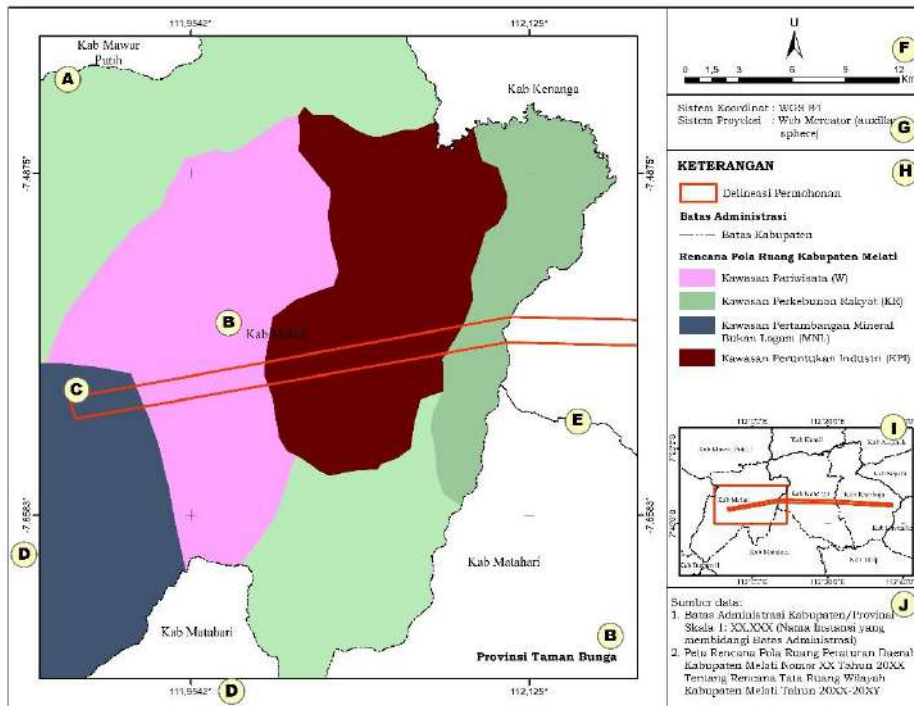 111,9542°
112,125°
Kab Mawar
Putih
A
Kab Kenanga
-7,4875°
-7,4875°
B
Kab
C
E
-7,6583°
-7,6583°
D
Kab Matahari
Kab Matahari
B
Provinsi Taman Bunga
111,9542°
D
112,125°
U
F
0 1,5 3 6 9 12
Km
Sistem Koordinat : WGS 84
Sistem Proyeksi : Web Mercator (auxiliary
sphere)
G
KETERANGAN
H
Delineasi Permohonan
Batas Administrasi
Batas Kabupaten
Rencana Pola Ruang Kabupaten Melati
Kawasan Pariwisata (W)
Kawasan Perkebunan Rakyat (KR)
Kawasan Pertambangan Mineral
Bukan Logam (MNL)
Kawasan Peruntukan Industri (KPI)
I
Kab Melati
J
Sumber data:
1. Batas Administrasi Kabupaten/Provinsi
Skala 1: XX.XXX (Nama Instansi yang
membidangi Batas Administrasi)
2. Peta Rencana Pola Ruang Peraturan Daerah
Kabupaten Melati Nomor XX Tahun 20XX
Tentang Rencana Tata Ruang Wilayah
Kabupaten Melati Tahun 20XX-20XY